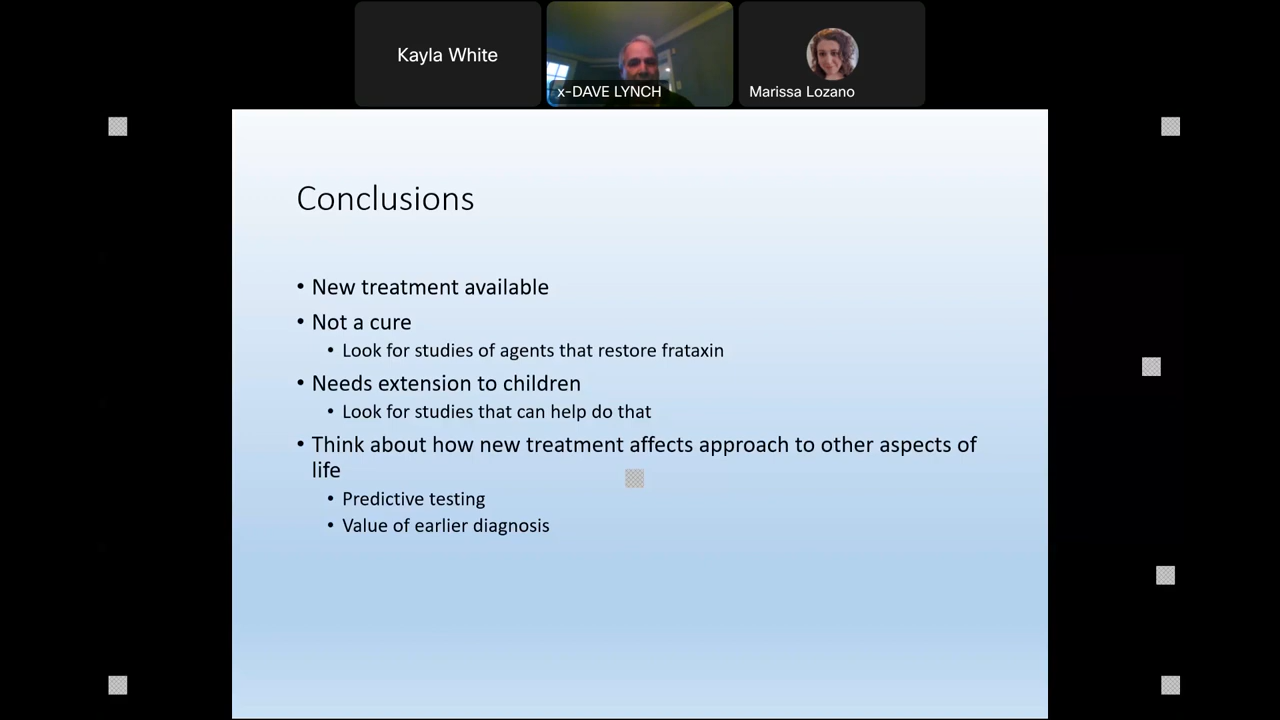 Kayla White
x-DAVE LYNCH
Marissa Lozano
Conclusions
• New treatment available
• Not a cure
• Look for studies of agents that restore frataxin
• Needs extension to children
• Look for studies that can help do that
• Think about how new treatment affects approach to other aspects of
life
• Predictive testing
• Value of earlier diagnosis